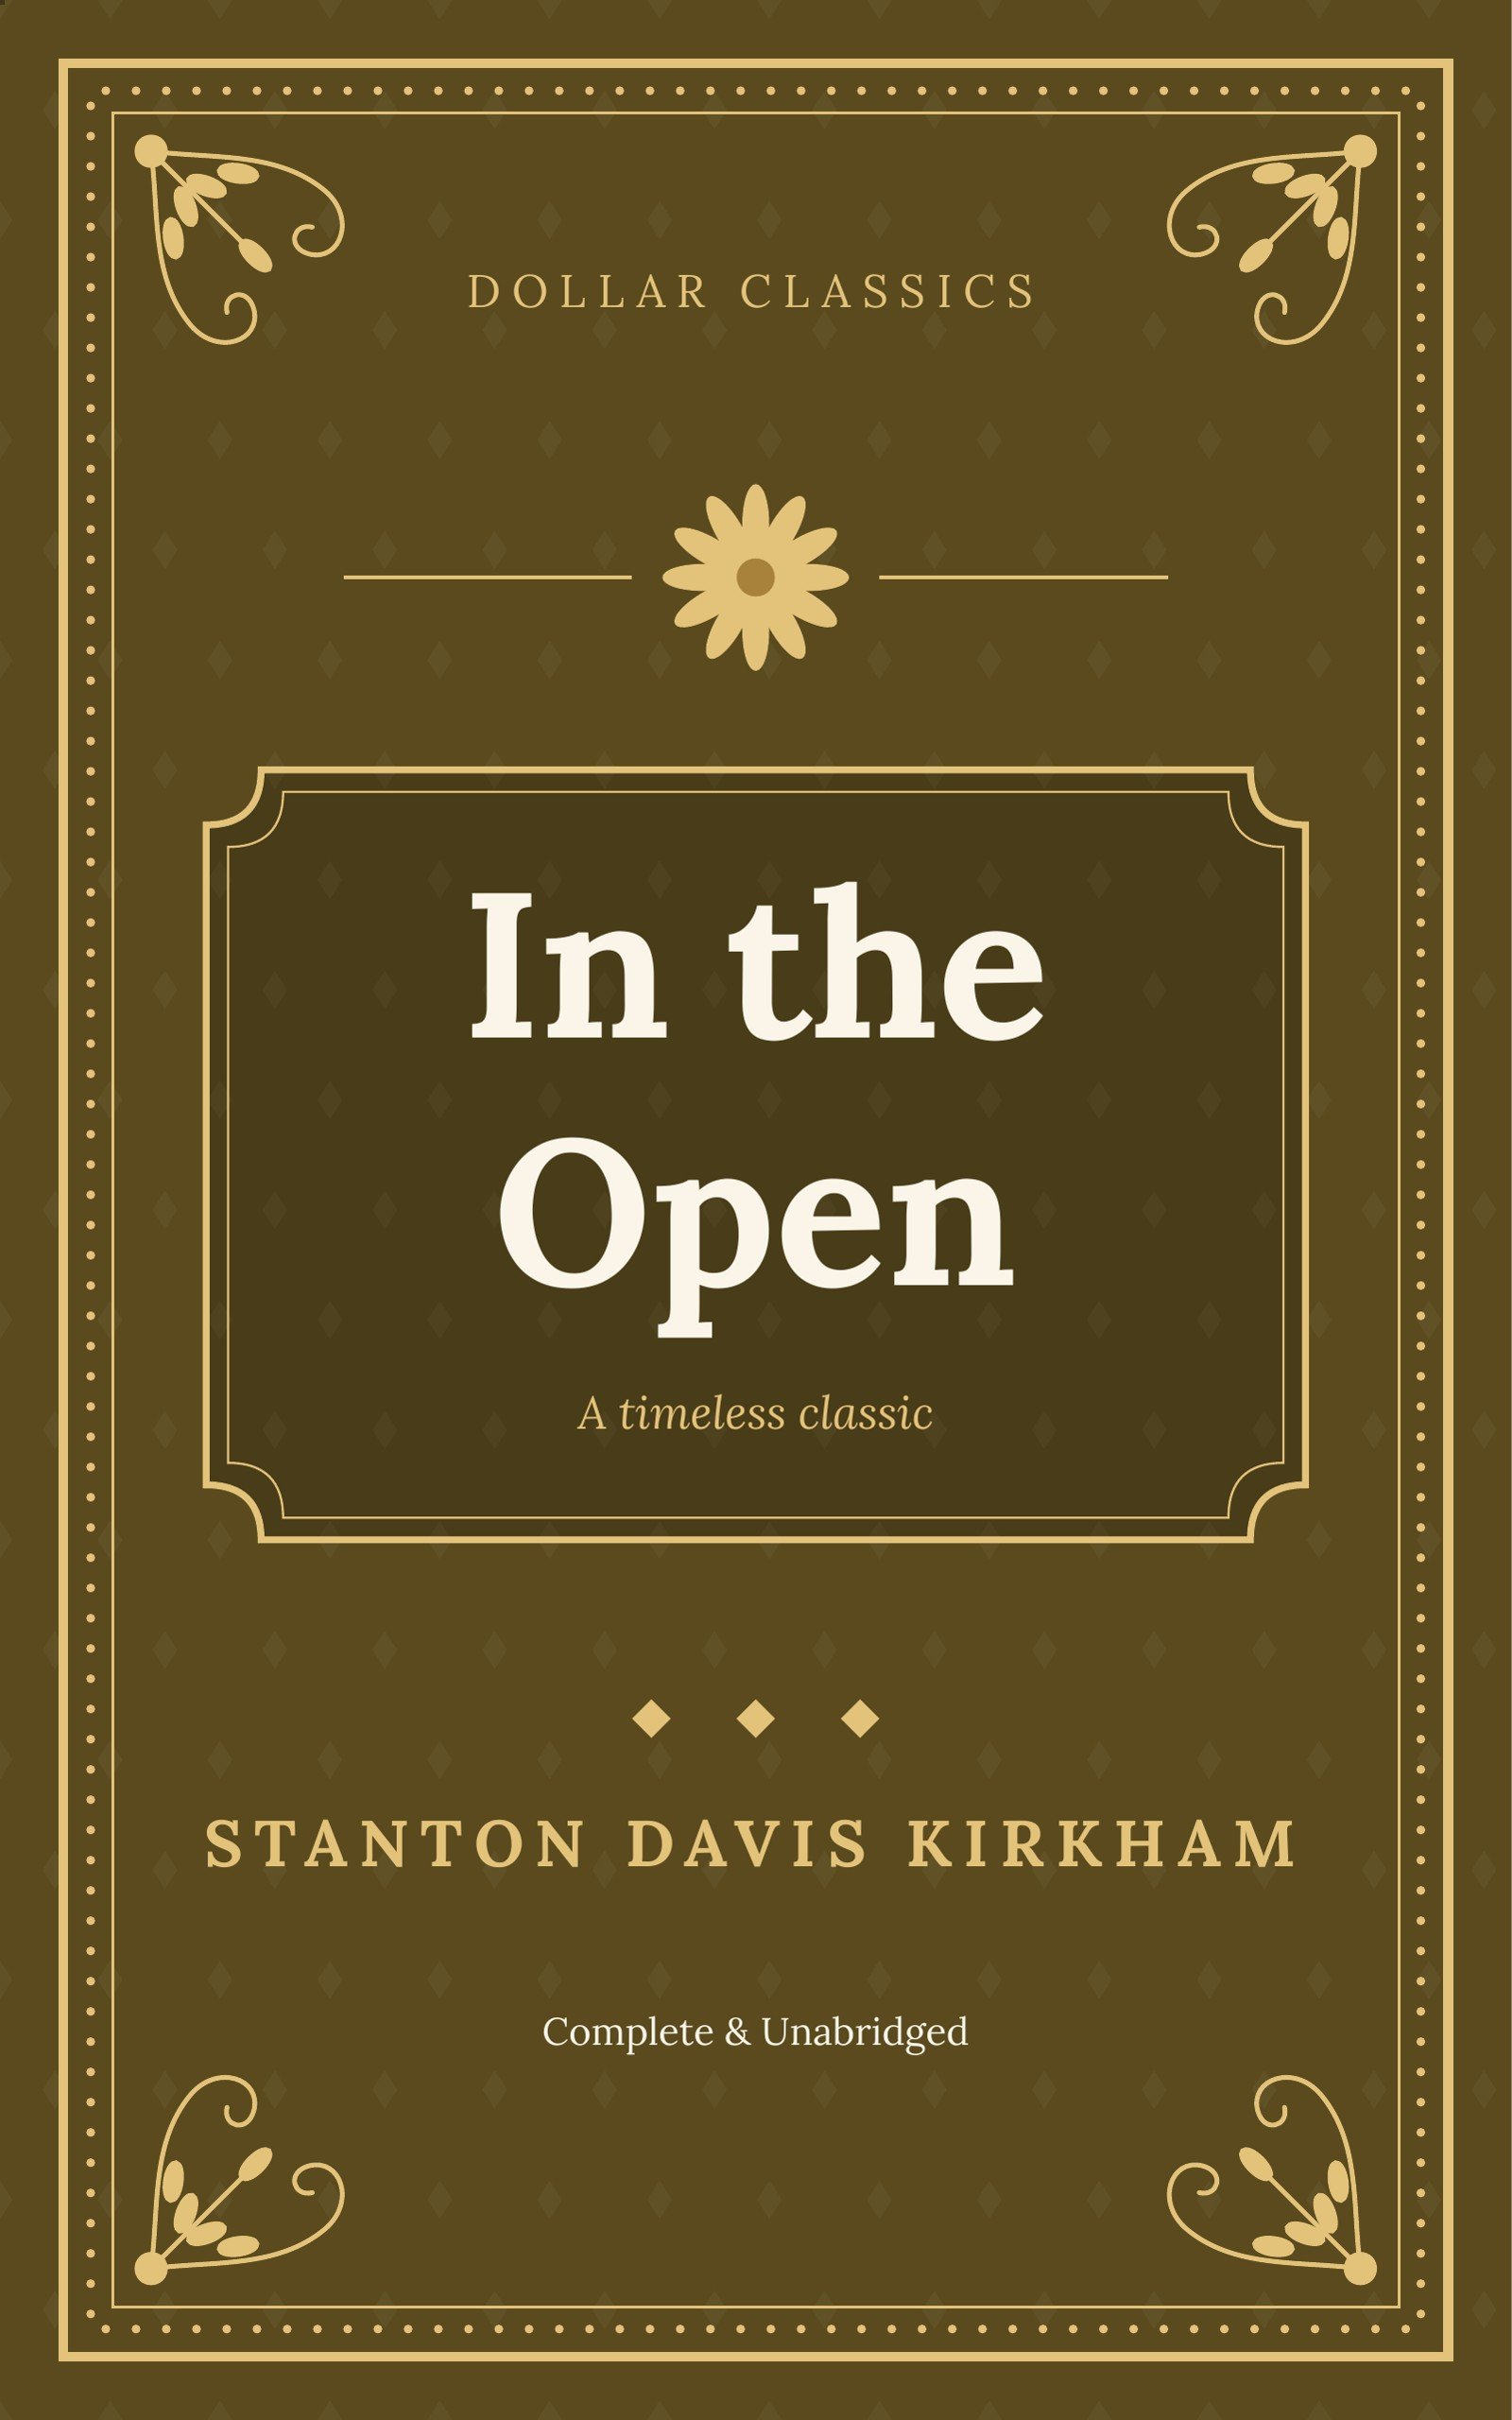 DOLLAR CLASSICS
In the
Open
A timeless classic
STANTON DAVIS KIRKHAM
Complete & Unabridged